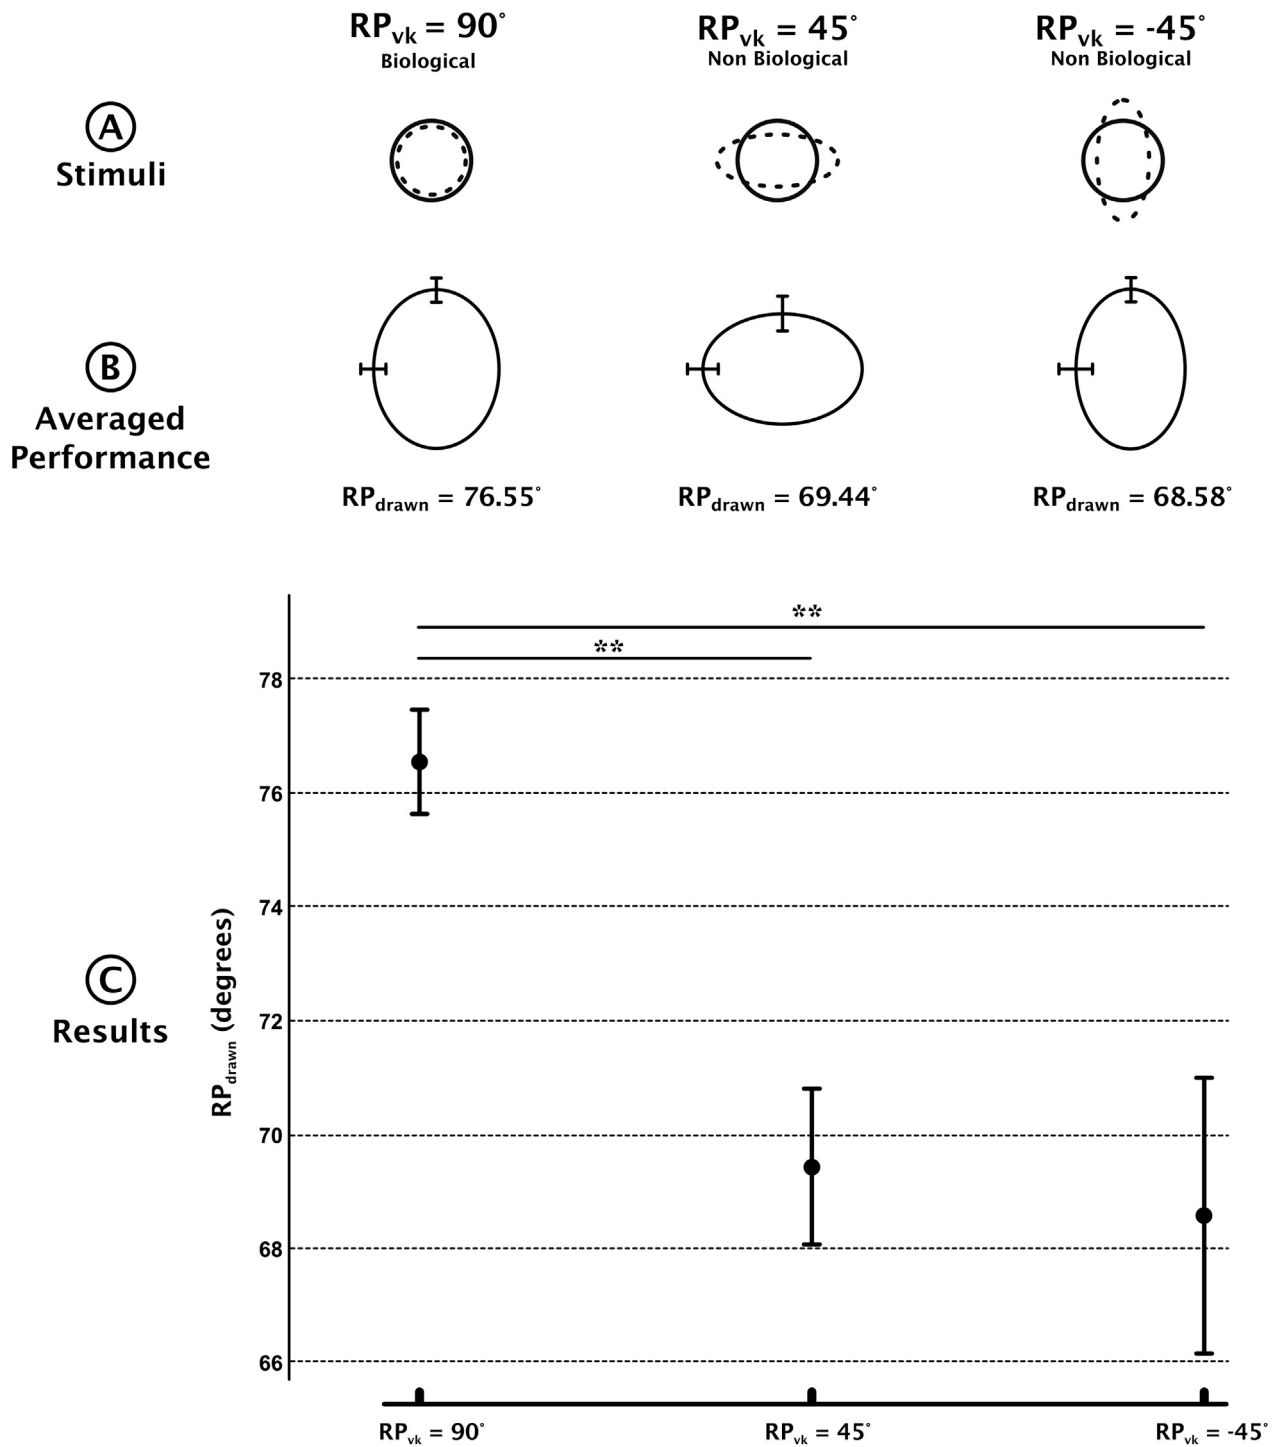 RPvk = 90° RPvk = 45° RPvk = -45°
Biological Non Biological Non Biological
A
Stimuli
B
Averaged
Performance
RPdrawn = 76.55° RPdrawn = 69.44° RPdrawn = 68.58°
**
**
78
76
74
72
70
68
66
RPdrawn (degrees)
C
Results
RPvk = 90° RPvk = 45° RPvk = -45°